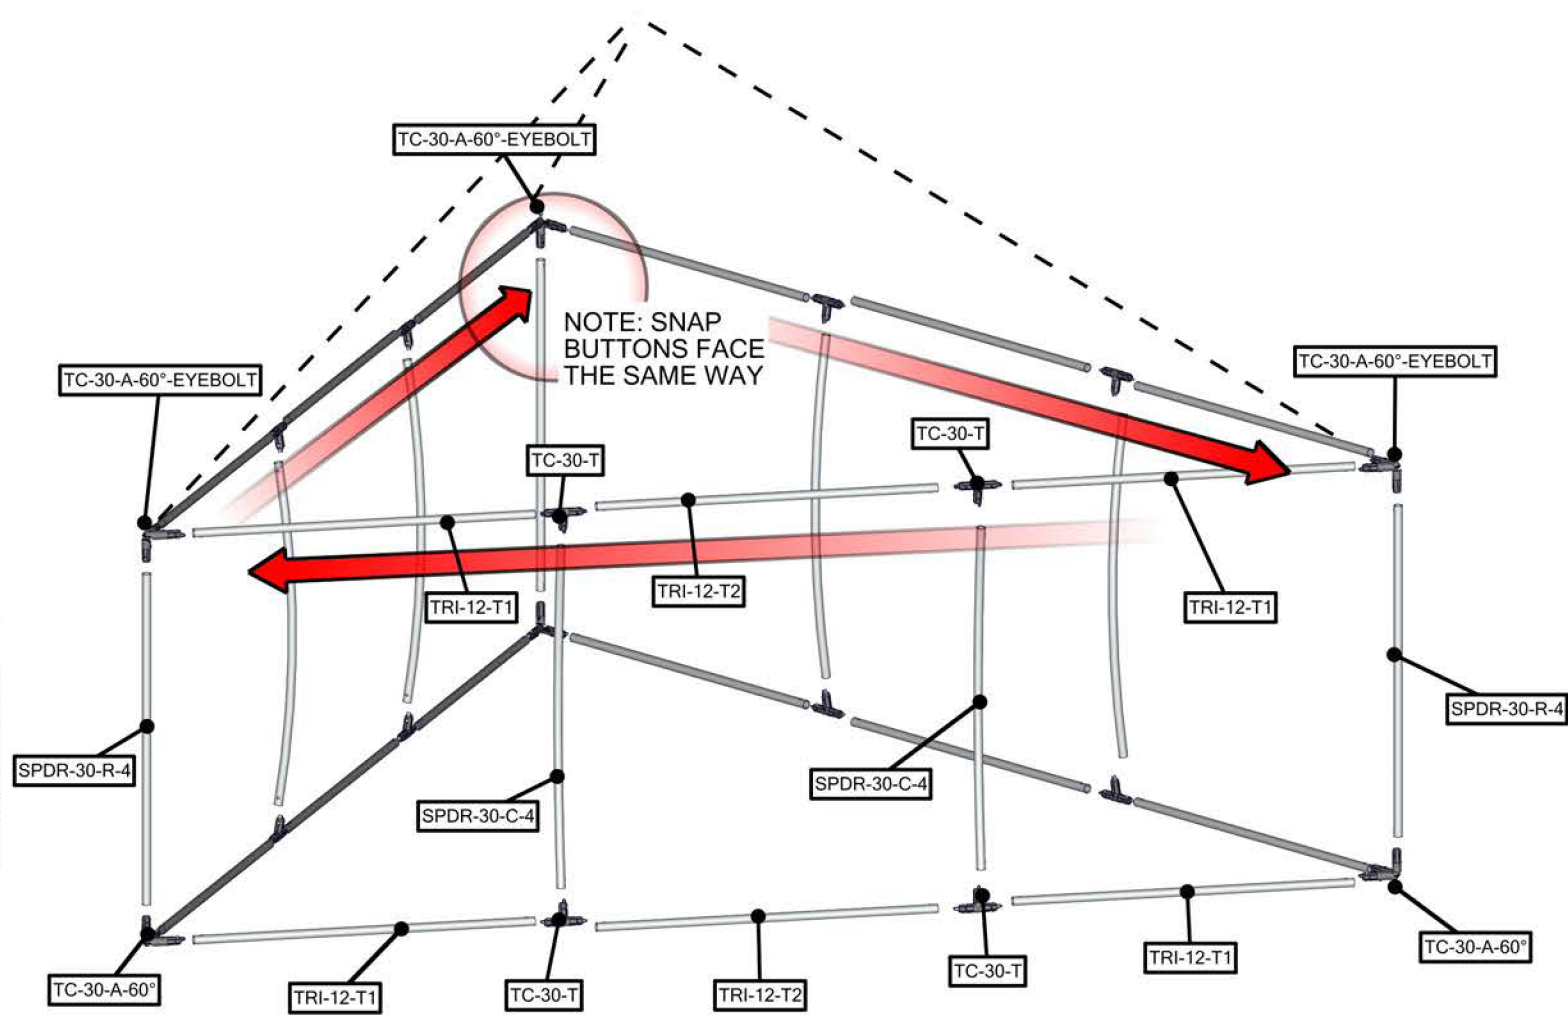 TC-30-A-60°-EYEBOLT
NOTE: SNAP
BUTTONS FACE
THE SAME WAY
TC-30-A-60°-EYEBOLT
TC-30-A-60°-EYEBOLT
TC-30-T
TC-30-T
TRI-12-T1
TRI-12-T2
TRI-12-T1
SPDR-30-R-4
SPDR-30-R-4
SPDR-30-C-4
SPDR-30-C-4
TC-30-A-60°
TRI-12-T1
TC-30-T
TRI-12-T2
TC-30-T
TRI-12-T1
TC-30-A-60°